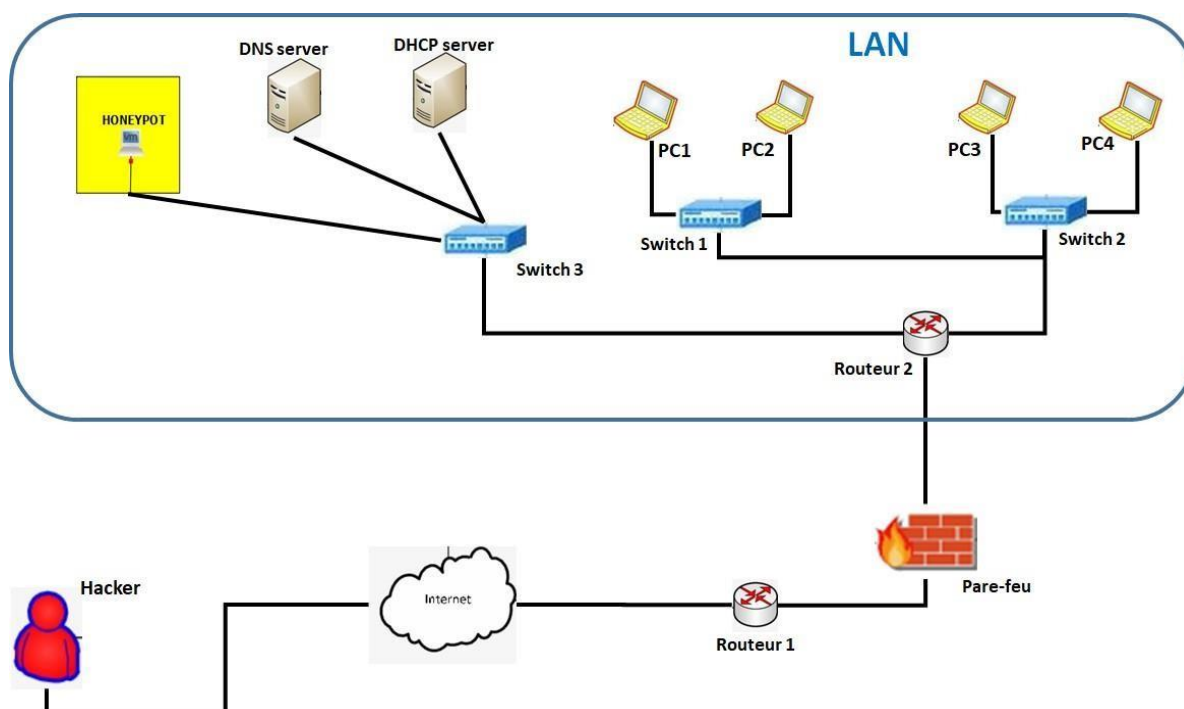 LAN
DNS server
DHCP server
HONEYPOT
vm
PC1
PC2
PC3
PC4
Switch 1
Switch 2
Switch 3
Routeur 2
Hacker
Internet
Pare-feu
Routeur 1